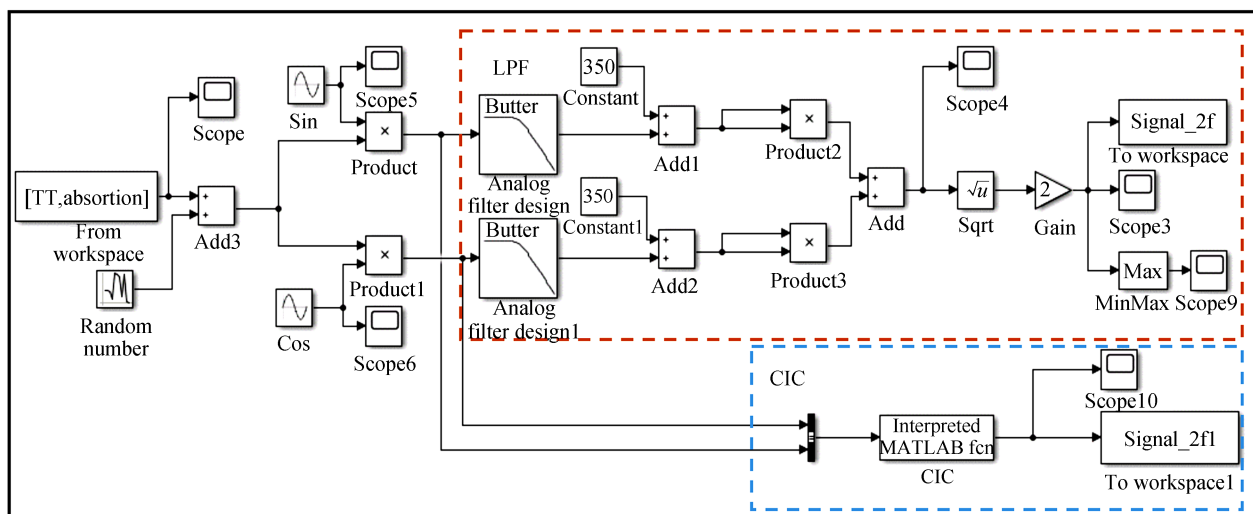 Scope
[TT,absortion]
From
workspace
Add3
Random
number
Sin
Scope5
×
Product
×
Product1
Cos
Scope6
LPF
350
Constant
Butter
Analog
filter design
350
Constant1
Butter
Analog
filter design1
+
+
Add1
+
+
Add2
×
Product2
×
Product3
+
+
Add
Scope4
√u
Sqrt
2
Gain
Signal_2f
To workspace
Scope3
Max
MinMax
Scope9
+
+
CIC
Interpreted
MATLAB fcn
CIC
Scope10
Signal_2f1
To workspace1